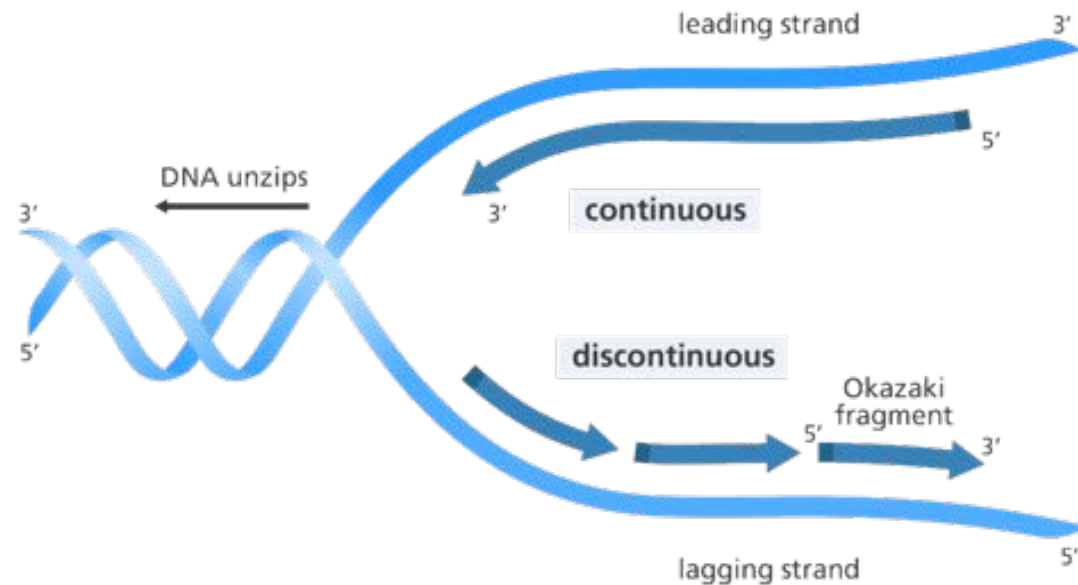 leading strand
3’
5’
DNA unzips
3’
3’
continuous
5’
discontinuous
Okazaki
fragment
5’
3’
5’
lagging strand